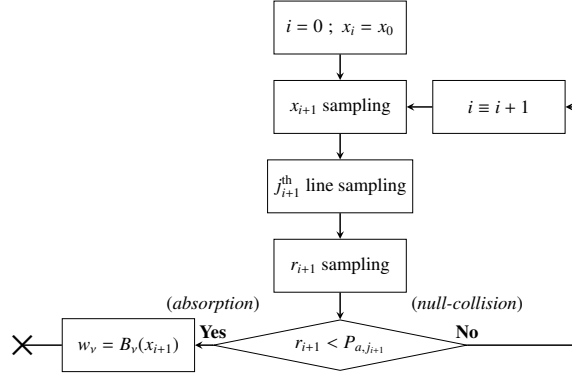 i = 0 ; x_i = x_0
x_{i+1} sampling
i ≡ i + 1
j_{i+1}^{th} line sampling
r_{i+1} sampling
(absorption) (null-collision)
Yes No
w_ν = B_ν(x_{i+1})
r_{i+1} < P_{a,j_{i+1}}